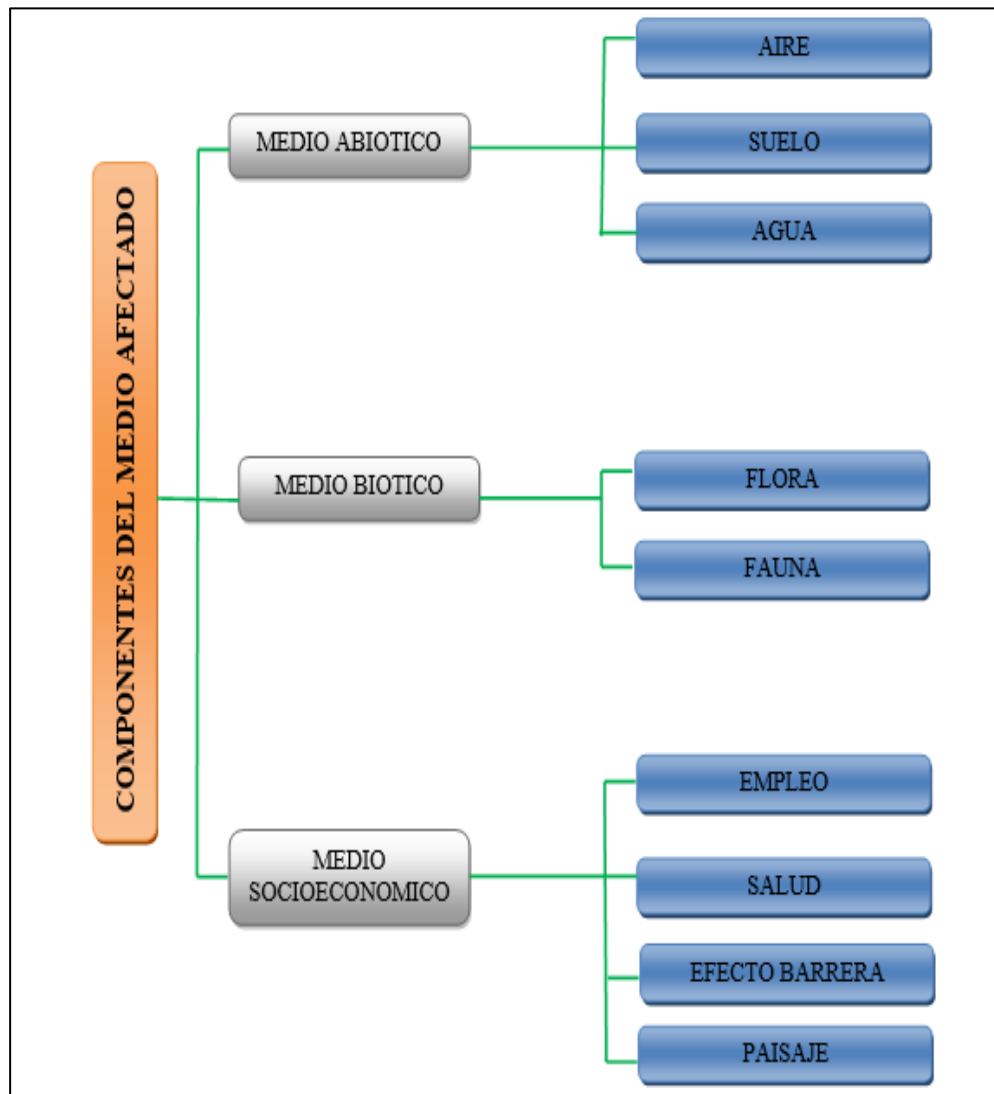 COMPONENTES DEL MEDIO AFECTADO
MEDIO ABIOTICO
AIRE
SUELO
AGUA
MEDIO BIOTICO
FLORA
FAUNA
MEDIO
SOCIOECONOMICO
EMPLEO
SALUD
EFECTO BARRERA
PAISAJE